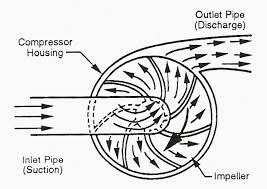 Outlet Pipe
(Discharge)
Compressor
Housing
Inlet Pipe
(Suction)
Impeller